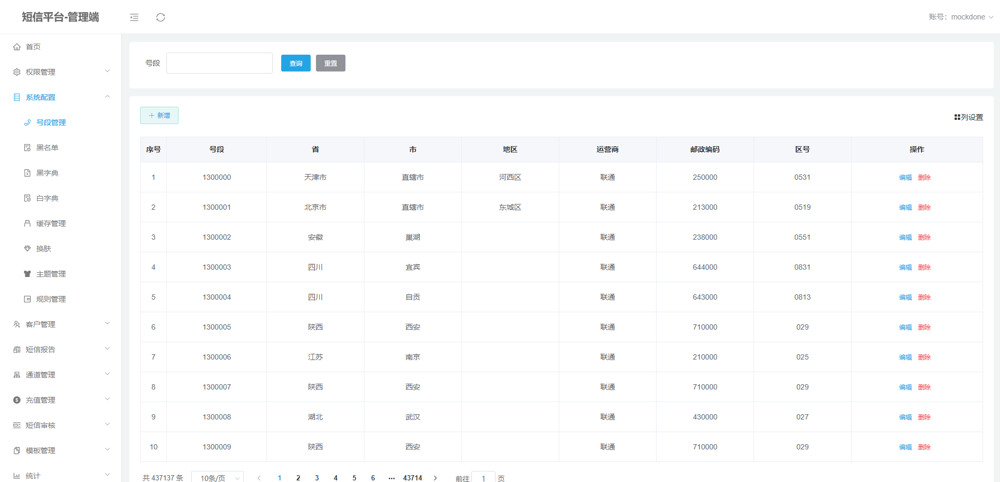 短信平台-管理端
账号：mockdone
首页
权限管理
系统配置
号段管理
黑名单
黑字典
白字典
缓存管理
换肤
主题管理
规则管理
客户管理
短信报告
通道管理
充值管理
短信审核
模板管理
统计
号段 查询 重置
新增
列设置
序号 号段 省 市 地区 运营商 邮政编码 区号 操作
1 1300000 天津市 直辖市 河西区 联通 250000 0531 编辑 删除
2 1300001 北京市 直辖市 东城区 联通 213000 0519 编辑 删除
3 1300002 安徽 巢湖 联通 238000 0551 编辑 删除
4 1300003 四川 宜宾 联通 644000 0831 编辑 删除
5 1300004 四川 自贡 联通 643000 0813 编辑 删除
6 1300005 陕西 西安 联通 710000 029 编辑 删除
7 1300006 江苏 南京 联通 210000 025 编辑 删除
8 1300007 陕西 西安 联通 710000 029 编辑 删除
9 1300008 湖北 武汉 联通 430000 027 编辑 删除
10 1300009 陕西 西安 联通 710000 029 编辑 删除
共 437137 条 10条/页 1 2 3 4 5 6 ••• 43714 前往 1 页